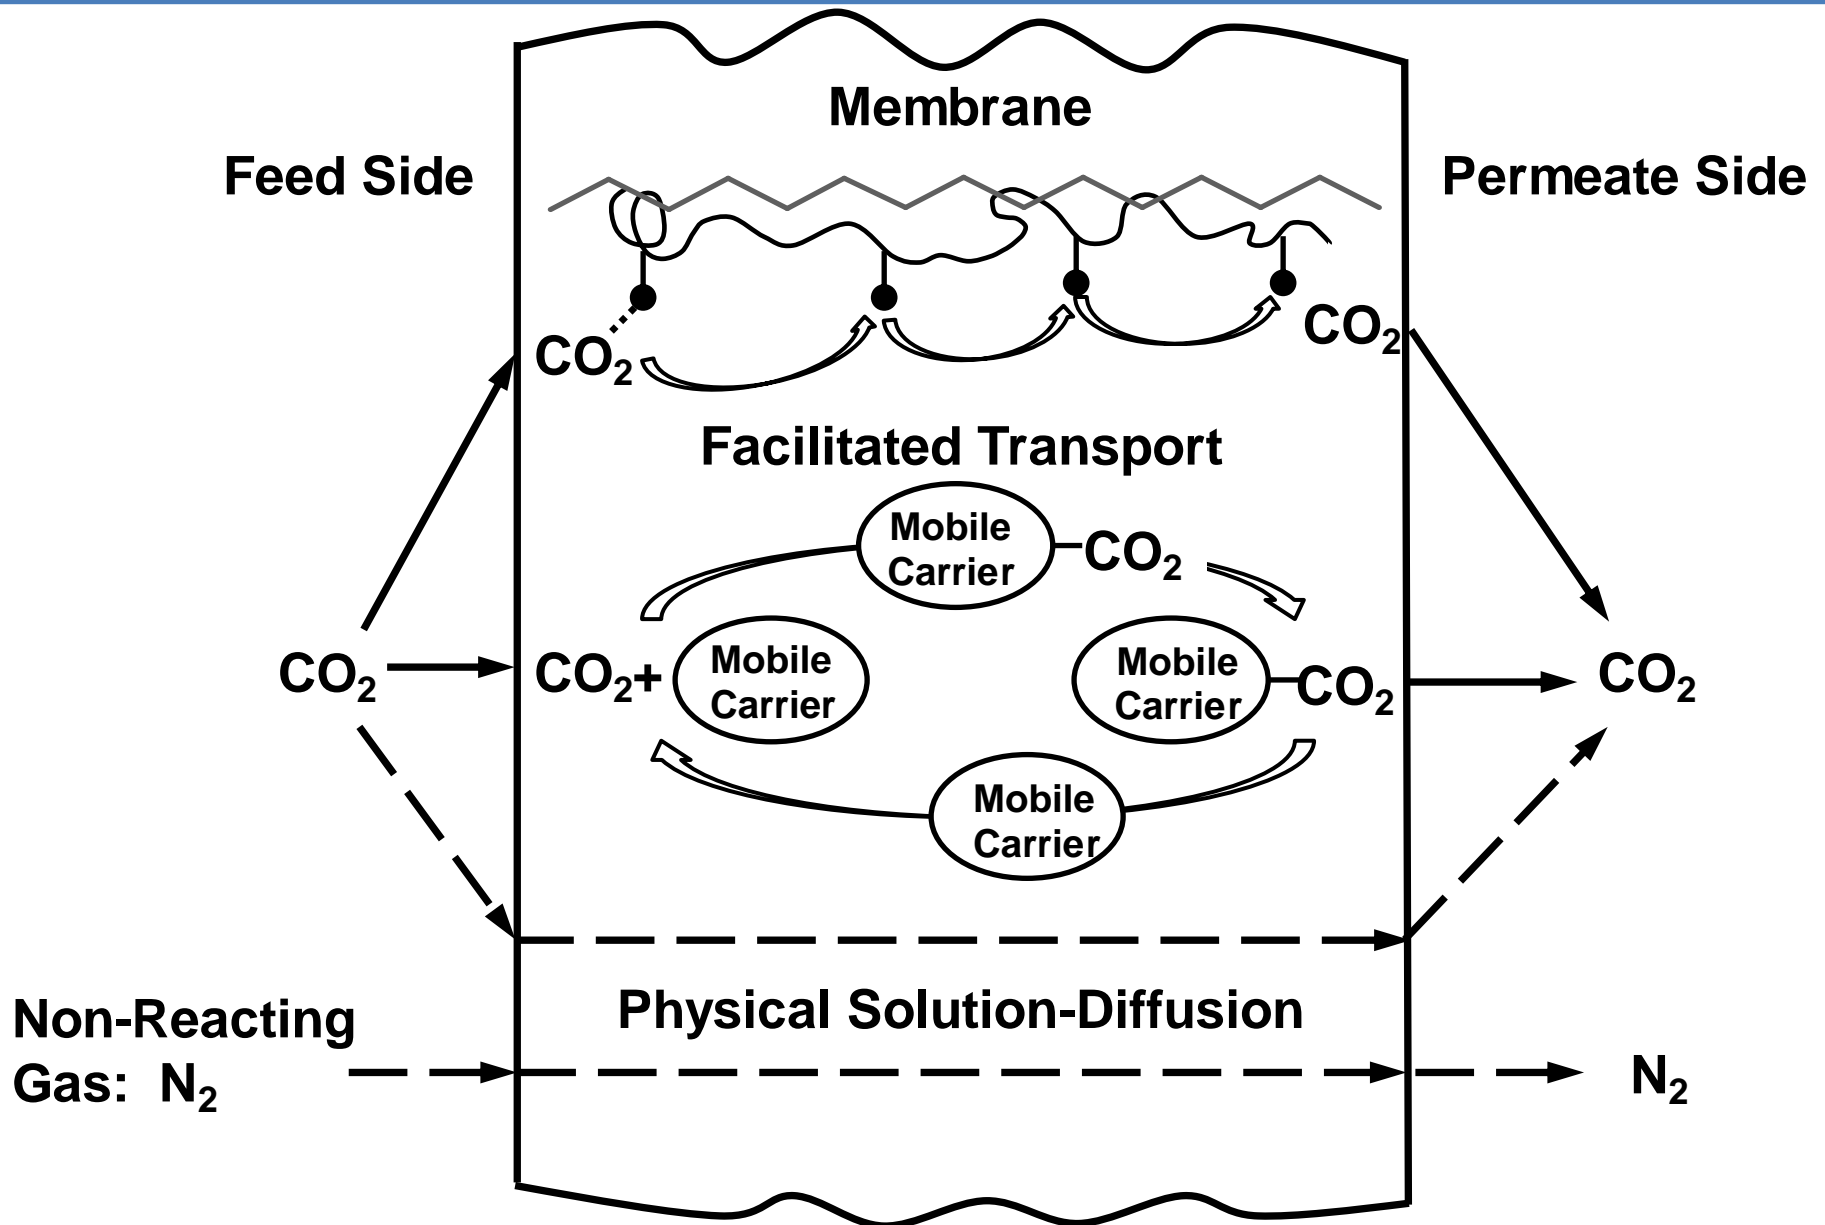 Membrane
Feed Side
Permeate Side
CO₂
CO₂
Facilitated Transport
Mobile
Carrier
CO₂
CO₂
CO₂+
Mobile
Carrier
Mobile
Carrier
CO₂
CO₂
Mobile
Carrier
Physical Solution-Diffusion
Non-Reacting
Gas: N₂
N₂